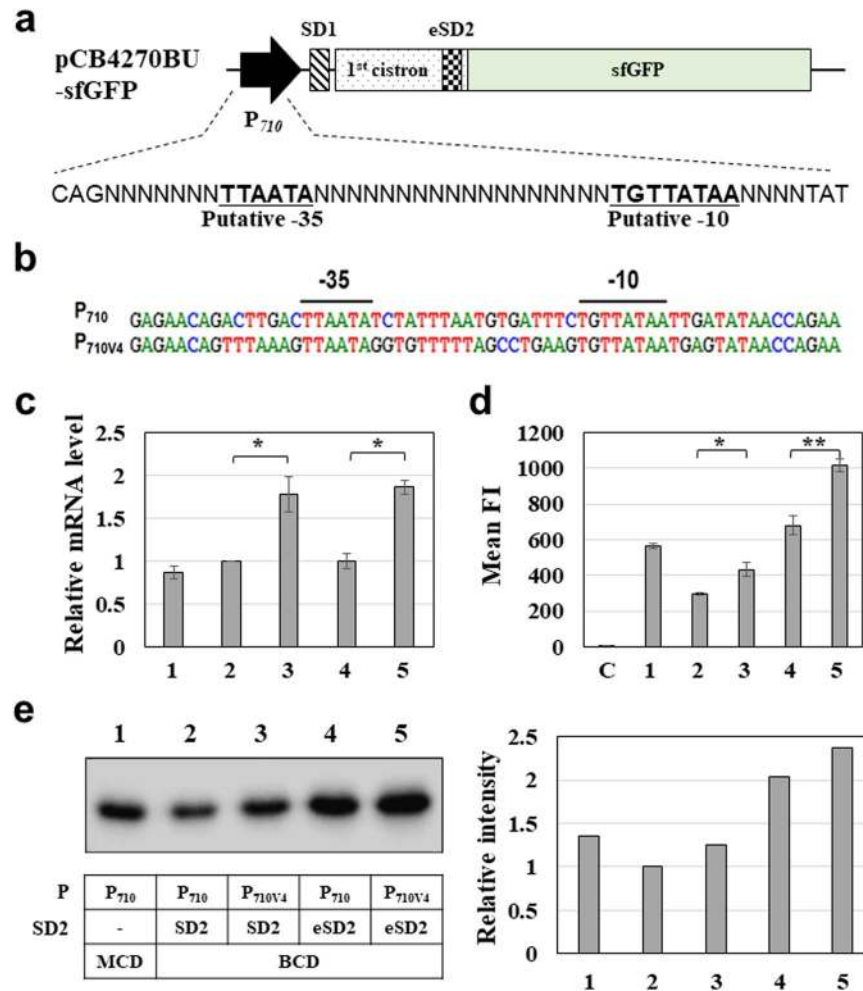 a
pCB4270BU
-sfGFP
SD1
eSD2
1st cistron
sfGFP
P710
CAGNNNNNNNTTAATANNNNNNNNNNNNNNNNNNTGTTATAANNNNTAT
Putative -35
Putative -10
b
-35
-10
P710
GAGAACAGACTTGACTTAATATCTATTTAATGTGATTTCTGTTATAATTGATATAACCAGAA
P710V4
GAGAACAGTTTAAAGTTAATAGGTGTTTTTAGCCTGAAGTGTTATAATGAGTATAACCAGAA
c
Relative mRNA level
2.5
2
1.5
1
0.5
0
* *
1 2 3 4 5
d
Mean FI
1200
1000
800
600
400
200
0
* **
C 1 2 3 4 5
e
1 2 3 4 5
P P710 P710 P710V4 P710 P710V4
SD2 - SD2 SD2 eSD2 eSD2
MCD BCD
Relative intensity
2.5
2
1.5
1
0.5
0
1 2 3 4 5